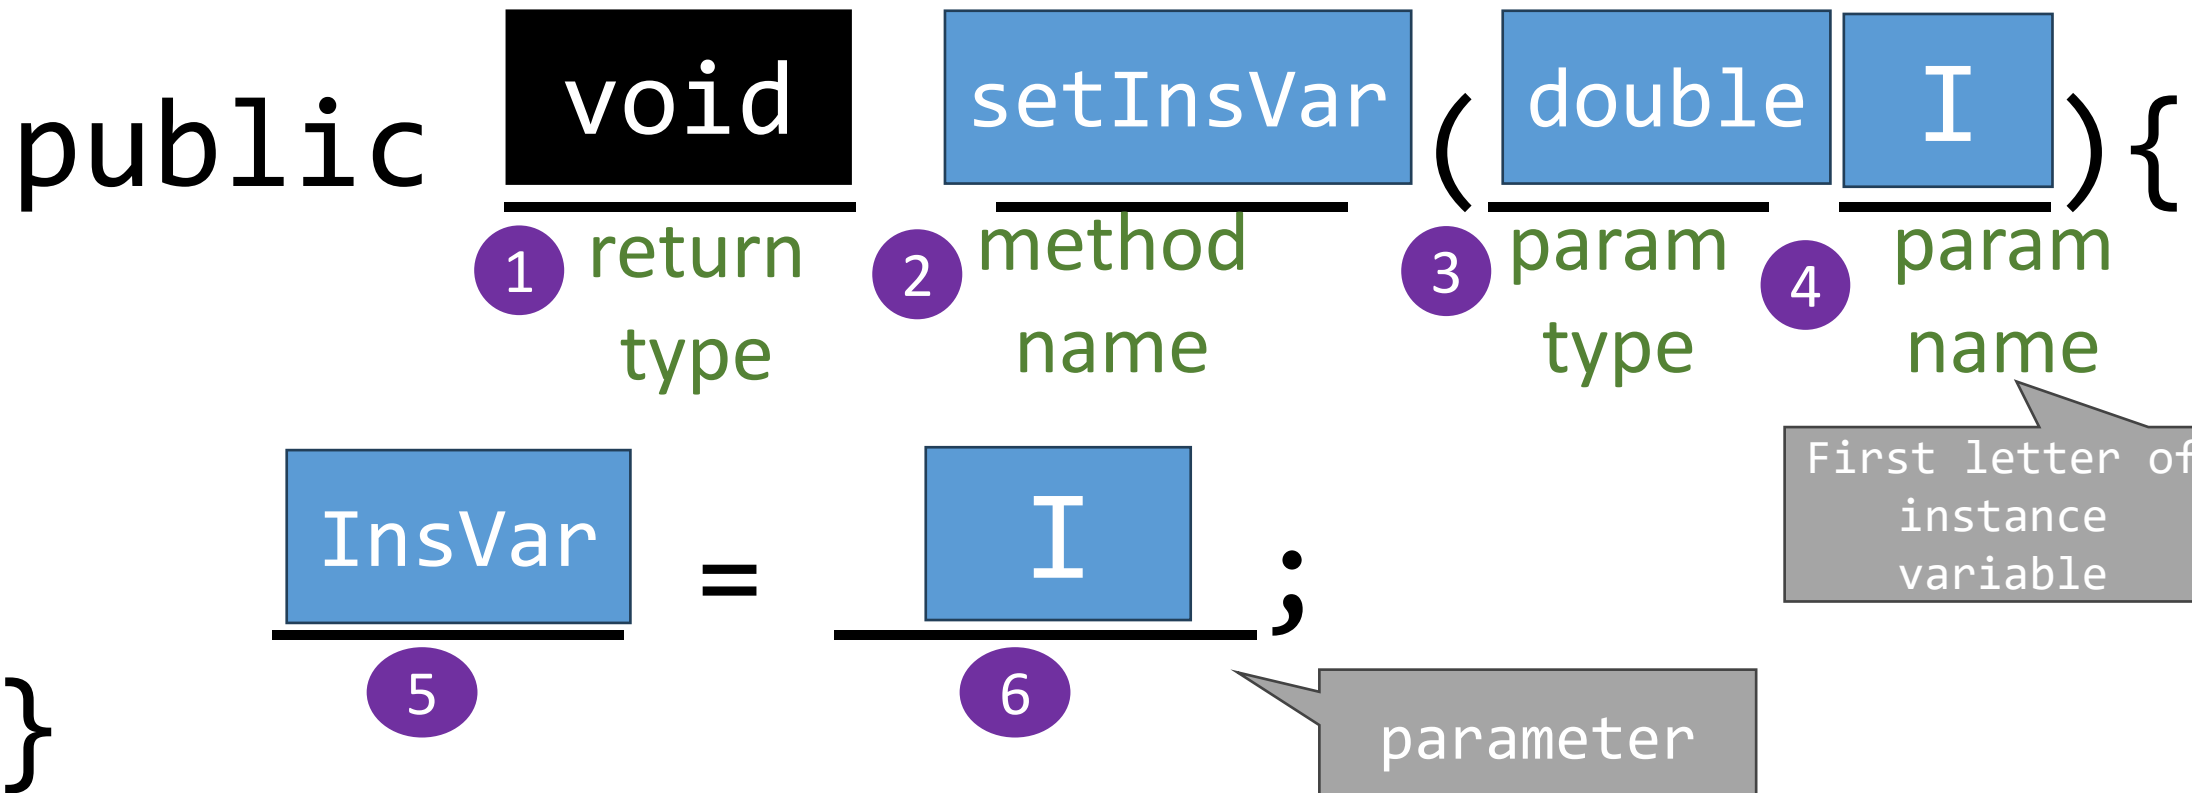 public void setInsVar ( double I ){
1 return 2 method 3 param 4 param
type name type name
First letter of
instance
variable
InsVar = I ;
5 6
parameter
}